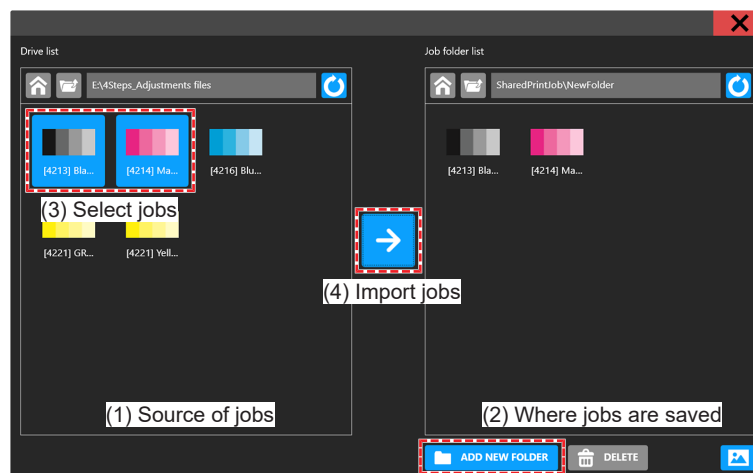 Drive list
Job folder list
E:\4Steps_Adjustments files
SharedPrintJob\NewFolder
[4213] Bla...
[4214] Ma...
[4216] Blu...
[4213] Bla...
[4214] Ma...
(3) Select jobs
[4221] GR...
[4221] Yell...
(4) Import jobs
(1) Source of jobs
(2) Where jobs are saved
ADD NEW FOLDER
DELETE